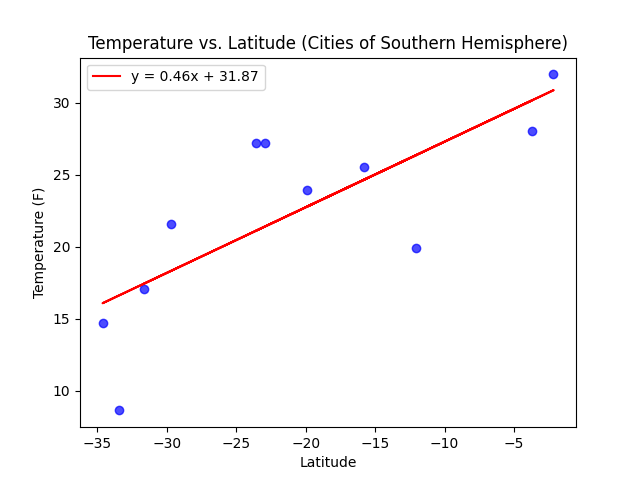 Temperature vs. Latitude (Cities of Southern Hemisphere)
y = 0.46x + 31.87
30
25
20
15
10
Temperature (F)
−35 −30 −25 −20 −15 −10 −5
Latitude